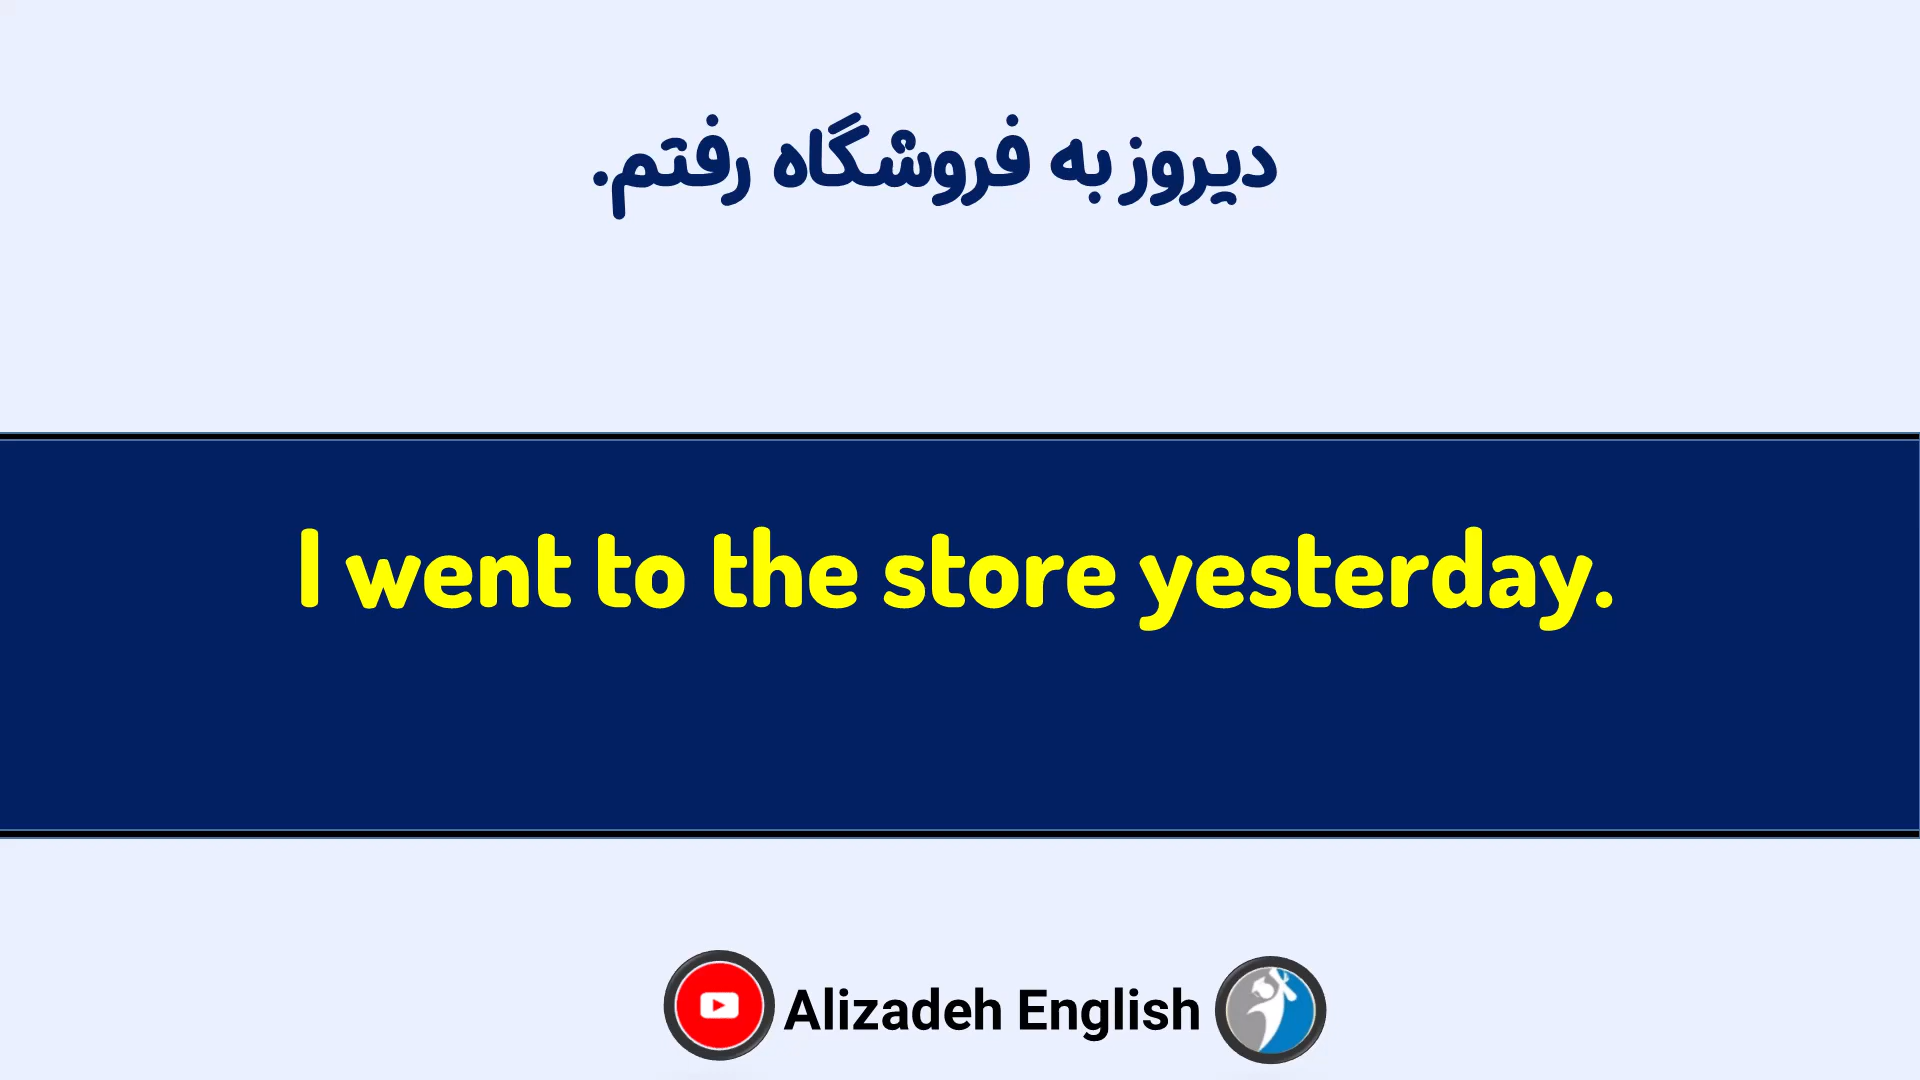 دیروز به فروشگاه رفتم.
I went to the store yesterday.
Alizadeh English